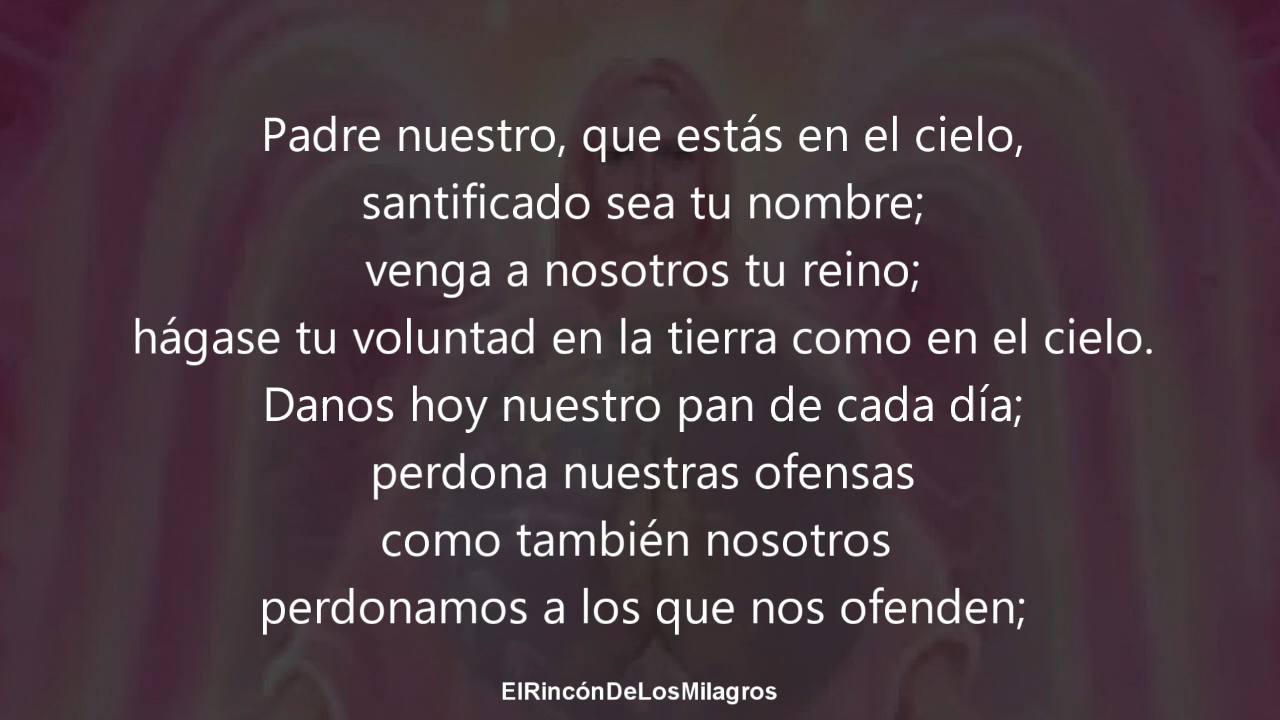 Padre nuestro, que estás en el cielo,
santificado sea tu nombre;
venga a nosotros tu reino;
hágase tu voluntad en la tierra como en el cielo.
Danos hoy nuestro pan de cada día;
perdona nuestras ofensas
como también nosotros
perdonamos a los que nos ofenden;
ElRincónDeLosMilagros